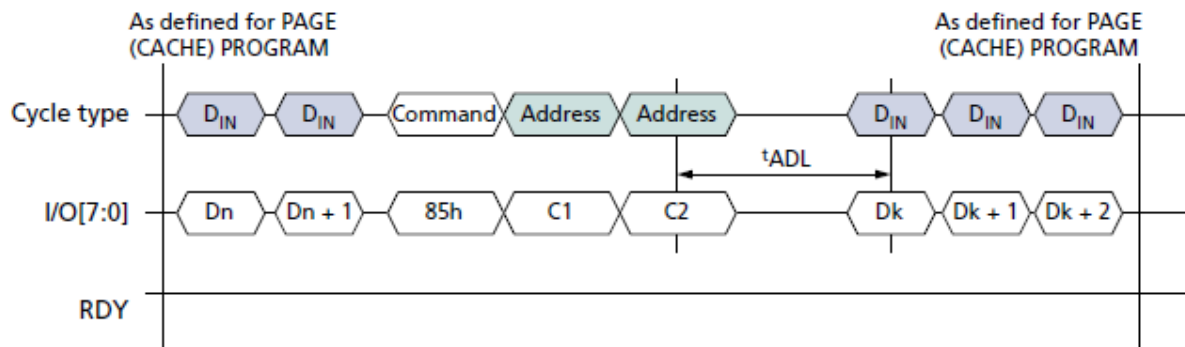 As defined for PAGE
(CACHE) PROGRAM
As defined for PAGE
(CACHE) PROGRAM
Cycle type
DIN
DIN
Command
Address
Address
DIN
DIN
DIN
tADL
I/O[7:0]
Dn
Dn + 1
85h
C1
C2
Dk
Dk + 1
Dk + 2
RDY